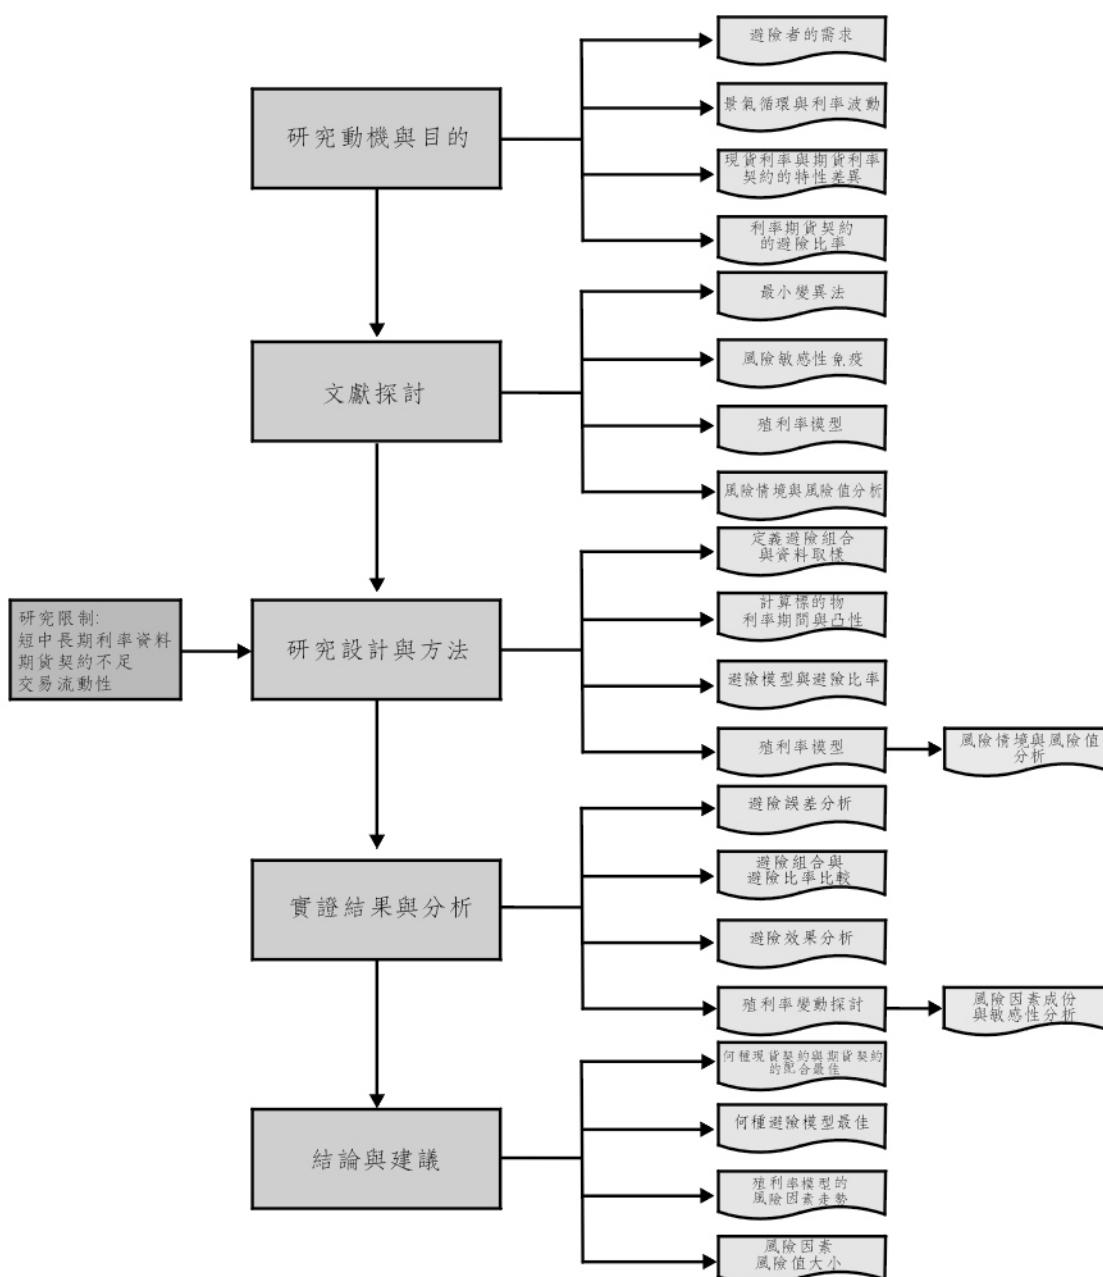 避險者的需求
景氣循環與利率波動
研究動機與目的
現貨利率與期貨利率
契約的特性差異
利率期貨契約
的避險比率
最小變異法
風險敏感性免疫
文獻探討
殖利率模型
風險情境與風險值分析
定義避險組合
與資料取樣
計算標的物
利率期間與凸性
研究限制:
短中長期利率資料
期貨契約不足
交易流動性
研究設計與方法
避險模型與避險比率
殖利率模型
風險情境與風險值
分析
避險誤差分析
避險組合與
避險比率比較
實證結果與分析
避險效果分析
殖利率變動探討
風險因素成份
與敏感性分析
何種現貨契約與期貨契約
的配合最佳
何種避險模型最佳
結論與建議
殖利率模型的
風險因素走勢
風險因素
風險值大小